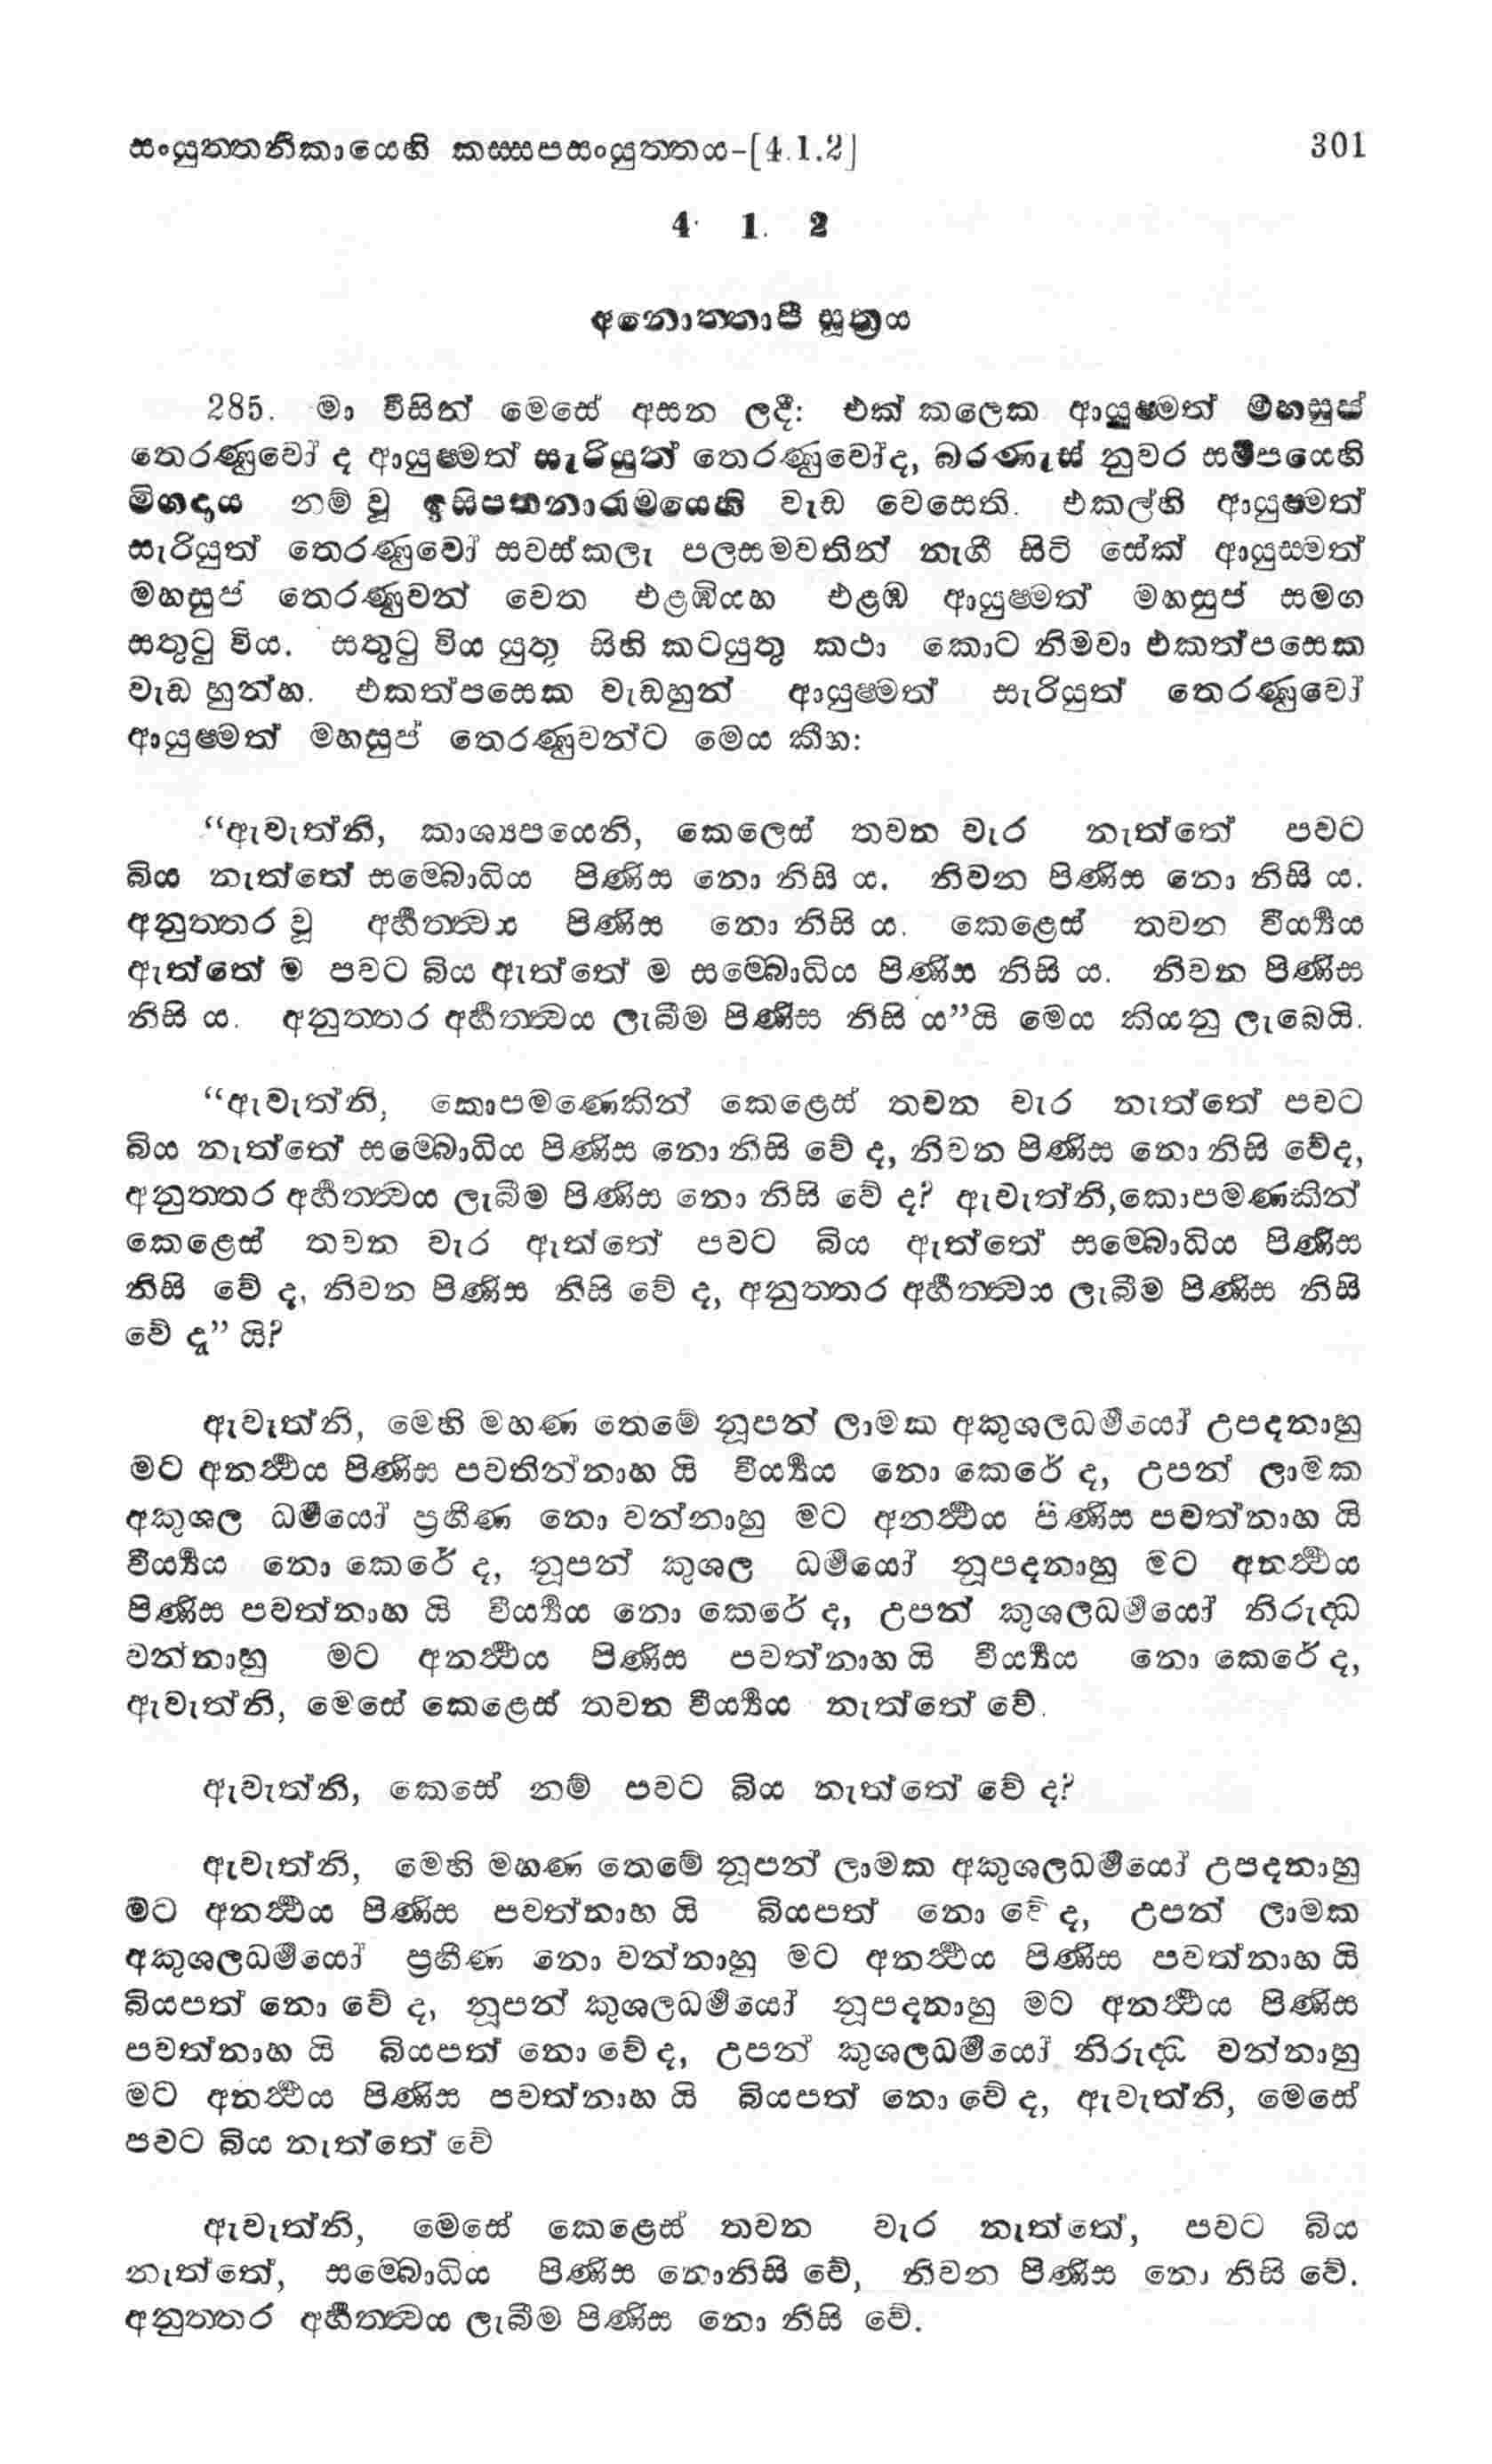 සංයුත්තනිකායෙහි කස්සපසංයුත්තය-[4.1.2] 301
4. 1. 2
අනොත්තාපී සූත්‍රය
285. මා විසින් මෙසේ අසන ලදී: එක් කලෙක ආයුෂ්මත් මහසුප්
තෙරණුවෝ ද ආයුෂ්මත් සැරියුත් තෙරණුවෝද, බරණැස් නුවර සමීපයෙහි
මිගදාය නම් වූ ඉසිපතනාරාමයෙහි වැඩ වෙසෙති. එකල්හි ආයුෂ්මත්
සැරියුත් තෙරණුවෝ සවස්කලැ පලසමවතින් නැගී සිටි සේක් ආයුසමත්
මහසුප් තෙරණුවන් වෙත එළඹියහ එළඹ ආයුෂ්මත් මහසුප් සමග
සතුටු විය. සතුටු විය යුතු සිහි කටයුතු කථා කොට නිමවා එකත්පසෙක
වැඩ හුන්හ. එකත්පසෙක වැඩහුන් ආයුෂ්මත් සැරියුත් තෙරණුවෝ
ආයුෂ්මත් මහසුප් තෙරණුවන්ට මෙය කීහ:
“ඇවැත්නි, කාශ්‍යපයෙනි, කෙලෙස් තවන වැර නැත්තේ පවට
බිය නැත්තේ සම්බොධිය පිණිස නො නිසි ය. නිවන පිණිස නො නිසි ය.
අනුත්තර වූ අර්හත්ත්‍වය පිණිස නො නිසි ය. කෙළෙස් තවන වීර්‍ය්‍යය
ඇත්තේ ම පවට බිය ඇත්තේ ම සම්බොධිය පිණිස නිසි ය. නිවන පිණිස
නිසි ය. අනුත්තර අර්හත්ත්‍වය ලැබීම පිණිස නිසි ය”යි මෙය කියනු ලැබෙයි.
“ඇවැත්නි, කොපමණෙකින් කෙළෙස් තවන වැර නැත්තේ පවට
බිය නැත්තේ සම්බොධිය පිණිස නො නිසි වේ ද, නිවන පිණිස නො නිසි වේද,
අනුත්තර අර්හත්ත්‍වය ලැබීම පිණිස නො නිසි වේ ද? ඇවැත්නි,කොපමණකින්
කෙළෙස් තවන වැර ඇත්තේ පවට බිය ඇත්තේ සම්බොධිය පිණිස
නිසි වේ ද, නිවන පිණිස නිසි වේ ද, අනුත්තර අර්හත්ත්‍වය ලැබීම පිණිස නිසි
වේ දැ” යි?
ඇවැත්නි, මෙහි මහණ තෙමේ නූපන් ලාමක අකුශලධර්මයෝ උපදනාහු
මට අනර්ත්‍ථය පිණිස පවතින්නාහ යි වීර්‍ය්‍යය නො කෙරේ ද, උපන් ලාමක
අකුශල ධර්මයෝ ප්‍රහීණ නො වන්නාහු මට අනර්ත්‍ථය පිණිස පවත්නාහ යි
වීර්‍ය්‍යය නො කෙරේ ද, නූපන් කුශල ධර්මයෝ නූපදනාහු මට අනර්ත්‍ථය
පිණිස පවත්නාහ යි වීර්‍ය්‍යය නො කෙරේ ද, උපන් කුශලධර්මයෝ නිරුද්ධ
වන්නාහු මට අනර්ත්‍ථය පිණිස පවත්නාහ යි වීර්‍ය්‍යය නො කෙරේ ද,
ඇවැත්නි, මෙසේ කෙළෙස් තවන වීර්‍ය්‍යය නැත්තේ වේ.
ඇවැත්නි, කෙසේ නම් පවට බිය නැත්තේ වේ ද?
ඇවැත්නි, මෙහි මහණ තෙමේ නූපන් ලාමක අකුශලධර්මයෝ උපදනාහු
මට අනර්ත්‍ථය පිණිස පවත්නාහ යි බියපත් නො වේ ද, උපන් ලාමක
අකුශලධර්මයෝ ප්‍රහීණ නො වන්නාහු මට අනර්ත්‍ථය පිණිස පවත්නාහ යි
බියපත් නො වේ ද, නූපන් කුශලධර්මයෝ නූපදනාහු මට අනර්ත්‍ථය පිණිස
පවත්නාහ යි බියපත් නො වේ ද, උපන් කුශලධර්මයෝ නිරුද්ධ වන්නාහු
මට අනර්ත්‍ථය පිණිස පවත්නාහ යි බියපත් නො වේ ද, ඇවැත්නි, මෙසේ
පවට බිය නැත්තේ වේ
ඇවැත්නි, මෙසේ කෙළෙස් තවන වැර නැත්තේ, පවට බිය
නැත්තේ, සම්බොධිය පිණිස නොනිසි වේ, නිවන පිණිස නො නිසි වේ.
අනුත්තර අර්හත්ත්‍වය ලැබීම පිණිස නො නිසි වේ.